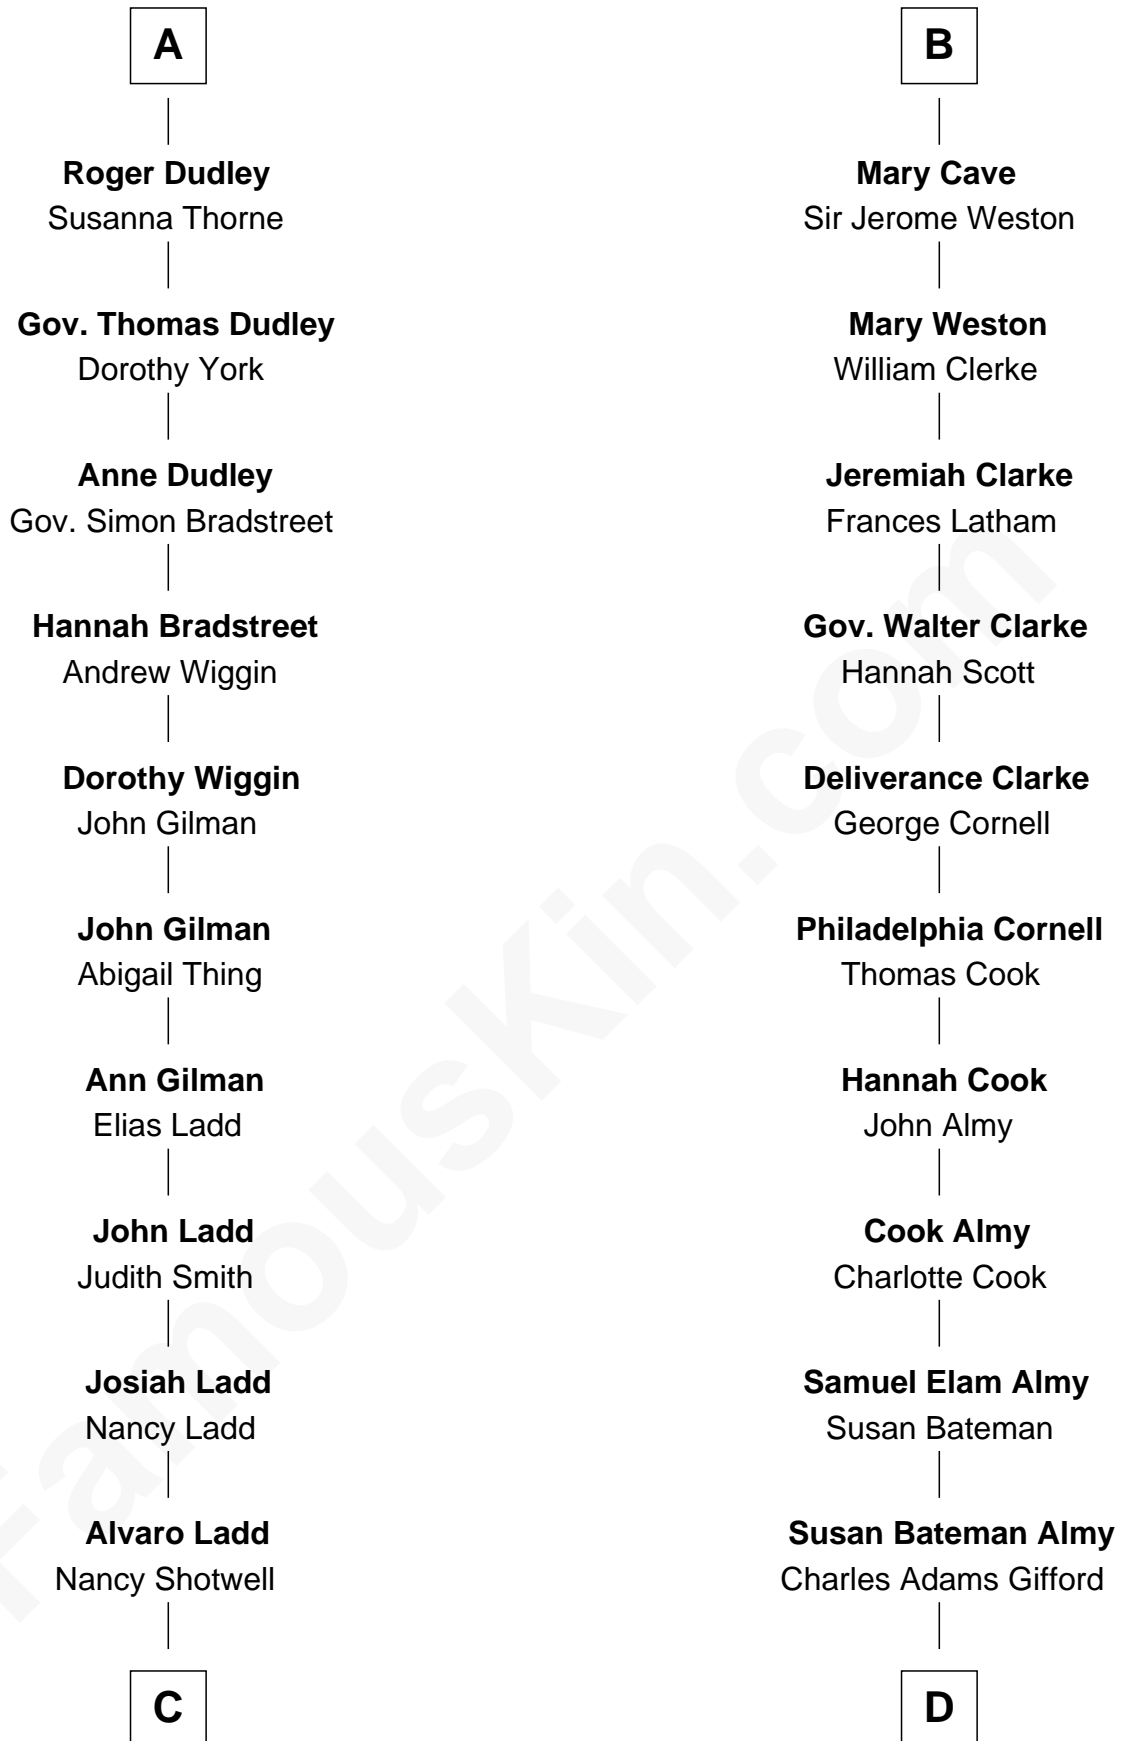 A
Roger Dudley
Susanna Thorne
Gov. Thomas Dudley
Dorothy York
Anne Dudley
Gov. Simon Bradstreet
Hannah Bradstreet
Andrew Wiggin
Dorothy Wiggin
John Gilman
John Gilman
Abigail Thing
Ann Gilman
Elias Ladd
John Ladd
Judith Smith
Josiah Ladd
Nancy Ladd
Alvaro Ladd
Nancy Shotwell
C
B
Mary Cave
Sir Jerome Weston
Mary Weston
William Clerke
Jeremiah Clarke
Frances Latham
Gov. Walter Clarke
Hannah Scott
Deliverance Clarke
George Cornell
Philadelphia Cornell
Thomas Cook
Hannah Cook
John Almy
Cook Almy
Charlotte Cook
Samuel Elam Almy
Susan Bateman
Susan Bateman Almy
Charles Adams Gifford
D
FamousKin.com